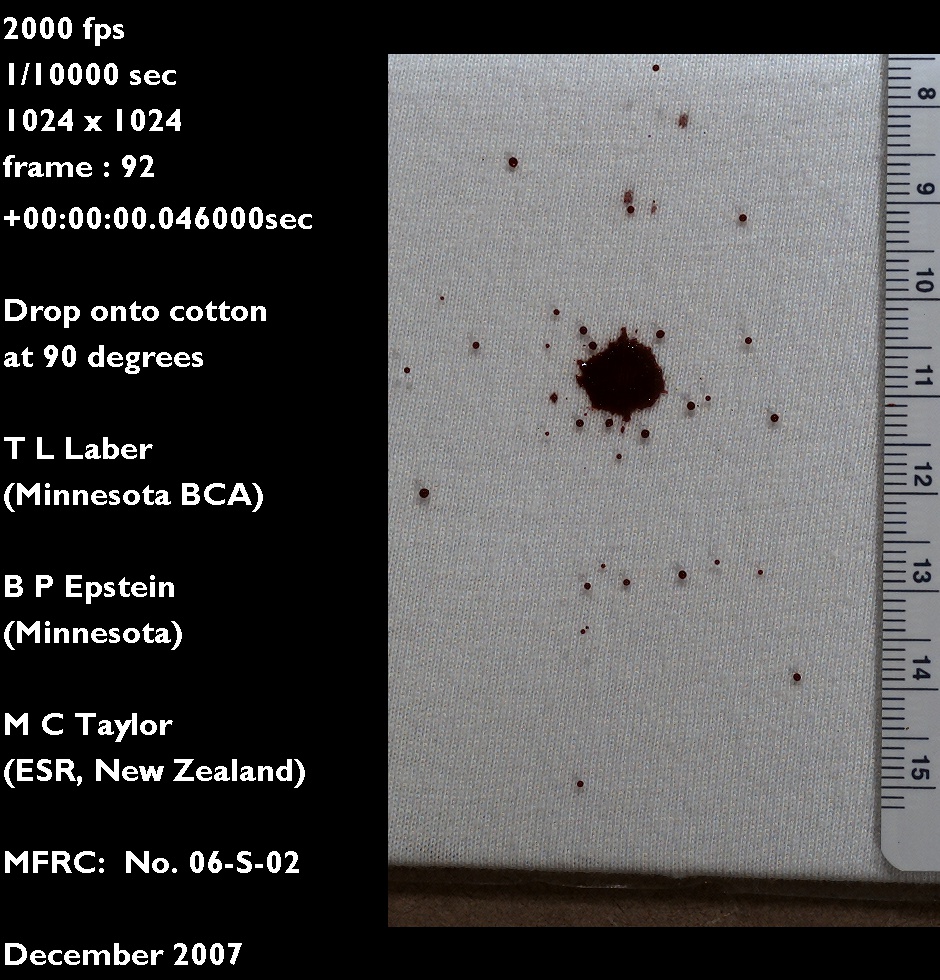 2000 fps
1/10000 sec
1024 x 1024
frame : 92
+00:00:00.046000sec
Drop onto cotton
at 90 degrees
T L Laber
(Minnesota BCA)
B P Epstein
(Minnesota)
M C Taylor
(ESR, New Zealand)
MFRC:  No. 06-S-02
December 2007
8
9
10
11
12
13
14
15